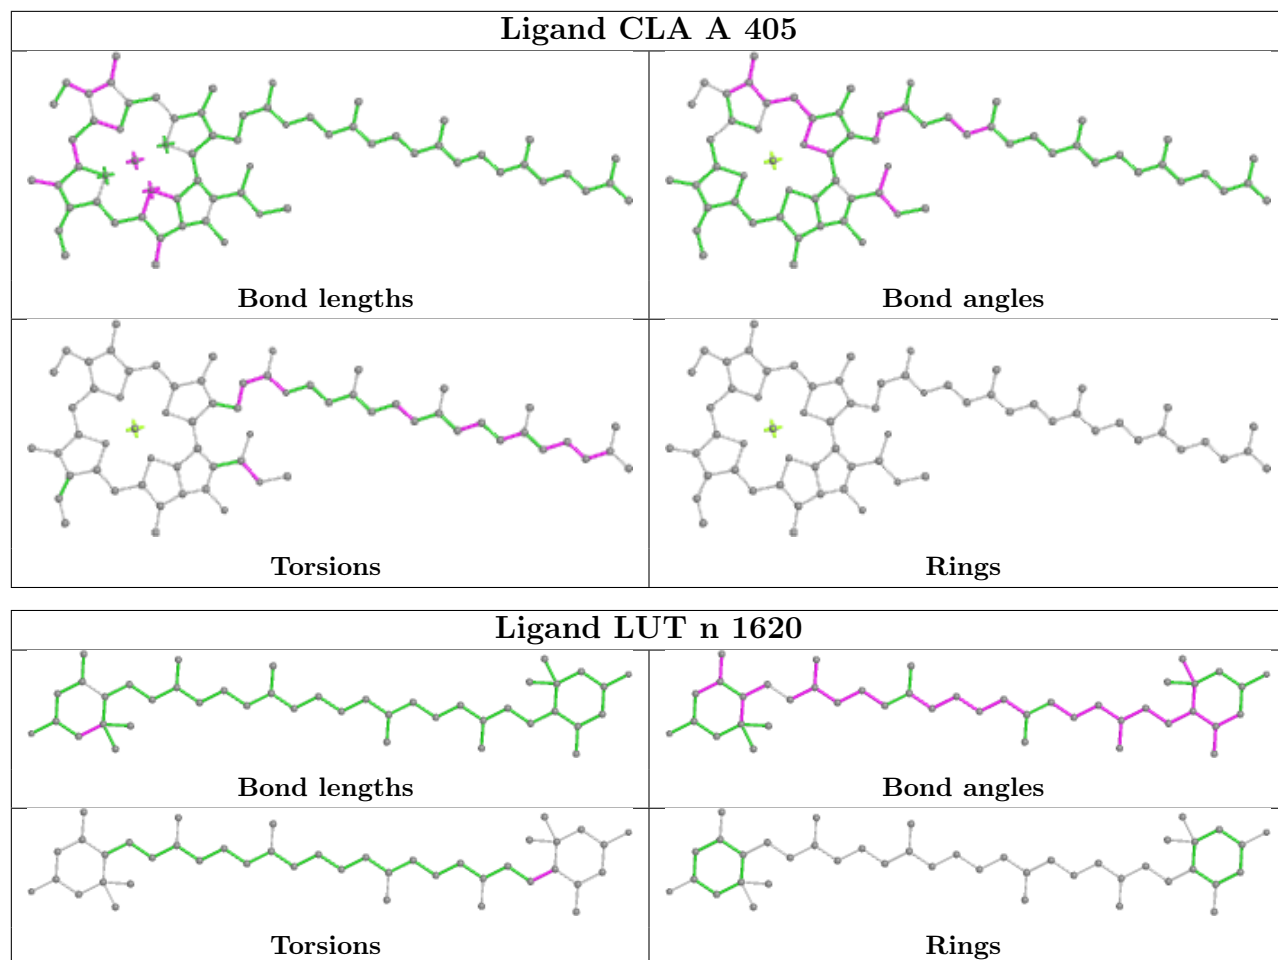 Ligand CLA A 405
Bond lengths
Bond angles
Torsions
Rings
Ligand LUT n 1620
Bond lengths
Bond angles
Torsions
Rings